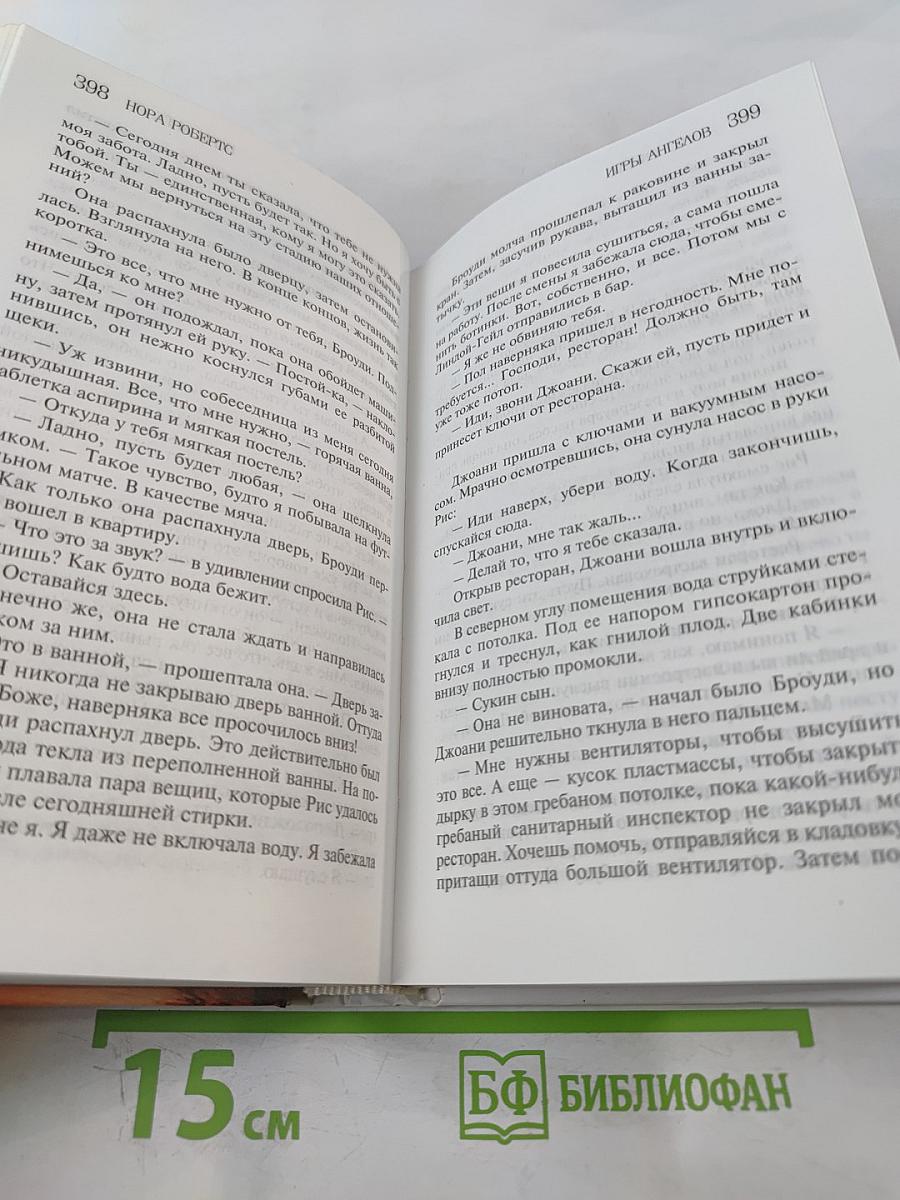 398 НОРА РОБЕРТС
— Сегодня днем ты сказала, что тебе не нужна
моя забота. Ладно, пусть будет так. Но я хочу быть с
тобой. Ты — единственная, кому я могу это сказать.
Можем мы вернуться на эту стадию наших отноше-
ний?
Она распахнула было дверцу, затем останови-
лась. Взглянула на него. В конце концов, жизнь так
коротка.
— Это все, что мне нужно от тебя, Броуди. Под-
нимешься ко мне?
— Да, — он подождал, пока она обойдет маши-
ну, затем протянул ей руку. — Постой-ка, — накло-
нившись, он нежно коснулся губами ее разбитой
щеки.
— Уж извини, но собеседница из меня сегодня
никудышная. Все, что мне нужно, — горячая ванна,
таблетка аспирина и мягкая постель.
— Откуда у тебя мягкая постель?
— Ладно, пусть будет любая, — она щелкнула
иком. — Такое чувство, будто я побывала на фут-
льном матче. В качестве мяча.
Как только она распахнула дверь, Броуди пер-
вошел в квартиру.
— Что это за звук? — в удивлении спросила Рис. —
шишь? Как будто вода бежит.
Оставайся здесь.
нечно же, она не стала ждать и направилась
ком за ним.
Это в ванной, — прошептала она. — Дверь за-
Я никогда не закрываю дверь ванной. Оттуда
Боже, наверняка все просочилось вниз!
ди распахнул дверь. Это действительно был
ода текла из переполненной ванны. На по-
плавала пара вещиц, которые Рис удалось
сле сегодняшней стирки.
не я. Я даже не включала воду. Я забежала
ИГРЫ АНГЕЛОВ 399
Броуди молча прошлепал к раковине и закрыл
кран. Затем, засучив рукава, вытащил из ванны за-
тычку.
— Эти вещи я повесила сушиться, а сама пошла
на работу. После смены я забежала сюда, чтобы сме-
нить ботинки. Вот, собственно, и все. Потом мы с
Линдой-Гейл отправились в бар.
— Я же не обвиняю тебя.
— Пол наверняка пришел в негодность. Мне по-
требуется... Господи, ресторан! Должно быть, там
уже тоже потоп.
— Иди, звони Джоани. Скажи ей, пусть придет и
принесет ключи от ресторана.
Джоани пришла с ключами и вакуумным насо-
сом. Мрачно осмотревшись, она сунула насос в руки
Рис:
— Иди наверх, убери воду. Когда закончишь,
спускайся сюда.
— Джоани, мне так жаль...
— Делай то, что я тебе сказала.
Открыв ресторан, Джоани вошла внутрь и вклю-
чила свет.
В северном углу помещения вода струйками сте-
кала с потолка. Под ее напором гипсокартон про-
гнулся и треснул, как гнилой плод. Две кабинки
внизу полностью промокли.
— Сукин сын.
— Она не виновата, — начал было Броуди, но
Джоани решительно ткнула в него пальцем.
— Мне нужны вентиляторы, чтобы высушить
это все. А еще — кусок пластмассы, чтобы закрыть
дырку в этом гребаном потолке, пока какой-нибуд
гребаный санитарный инспектор не закрыл мо
ресторан. Хочешь помочь, отправляйся в кладовку
притащи оттуда большой вентилятор. Затем по
15 см
БФ БИБЛИОФАН